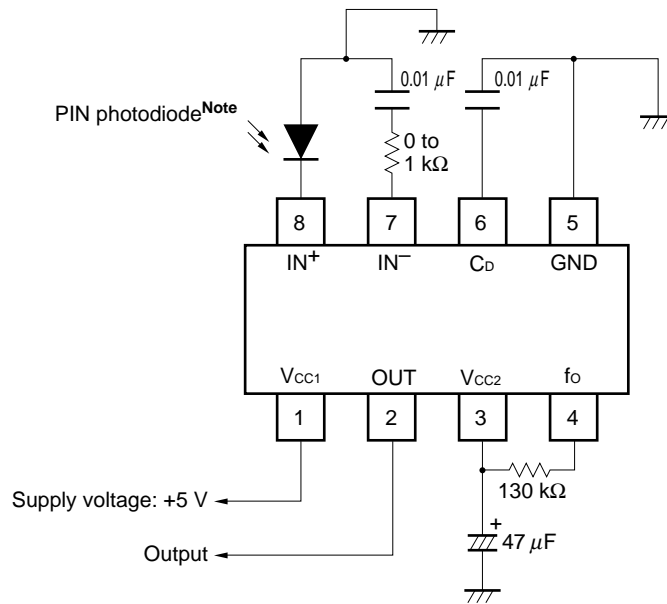 0.01 μF
0.01 μF
PIN photodiodeNote
0 to
1 kΩ
8
7
6
5
IN+
IN−
CD
GND
VCC1
OUT
VCC2
fO
1
2
3
4
130 kΩ
Supply voltage: +5 V
+
47 μF
Output